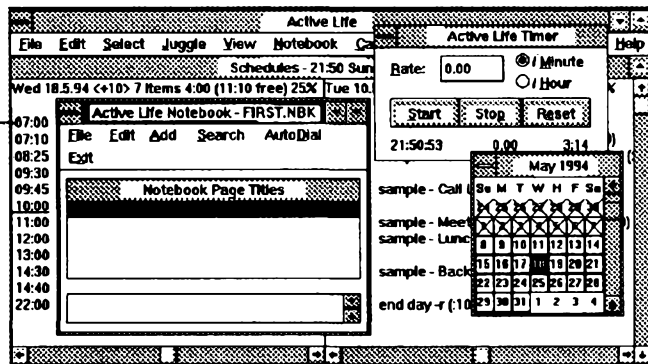 Active Life
File Edit Select Juggle View Notebook Help
Schedules - 21:50 Sun
Wed 18.5.94 <+10> 7 Items 4:00 (11:10 free) 25% Tue 10.
07:00
07:10
08:25
09:30
09:45
10:00
11:00
12:00
13:00
14:30
14:40
22:00
Active Life Notebook - FIRST.NBK
File Edit Add Search AutoDial
Exit
Notebook Page Titles
Active Life Timer
Rate: 0.00 / Minute
/ Hour
Start Stop Reset
21:50:53 0.00 3:14
sample - Call
sample - Meet
sample - Lunc
sample - Back
end day -r (:10
May 1994
Su M T W H F Sa
8 9 10 11 12 13 14
15 16 17 18 19 20 21
22 23 24 25 26 27 28
29 30 31 1 2 3 4